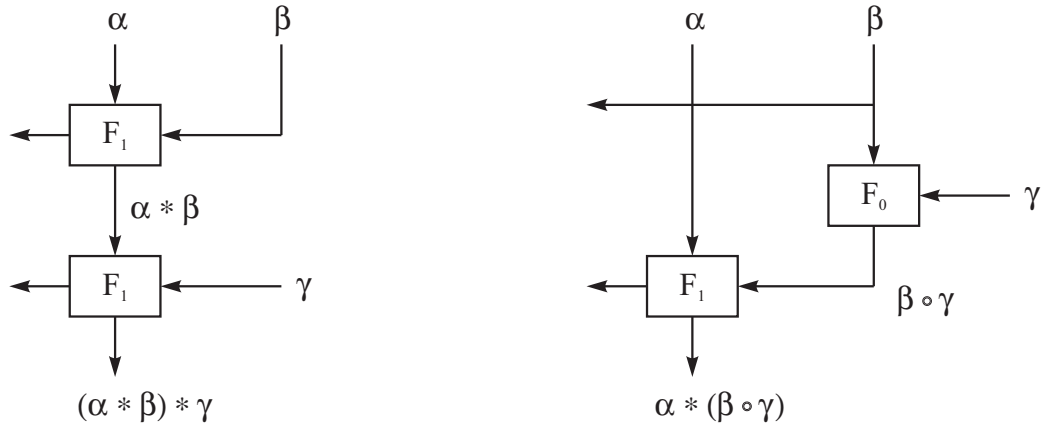 α β
F₁
α * β
F₁ γ
(α * β) * γ
α β
F₀ γ
F₁
β ∘ γ
α * (β ∘ γ)